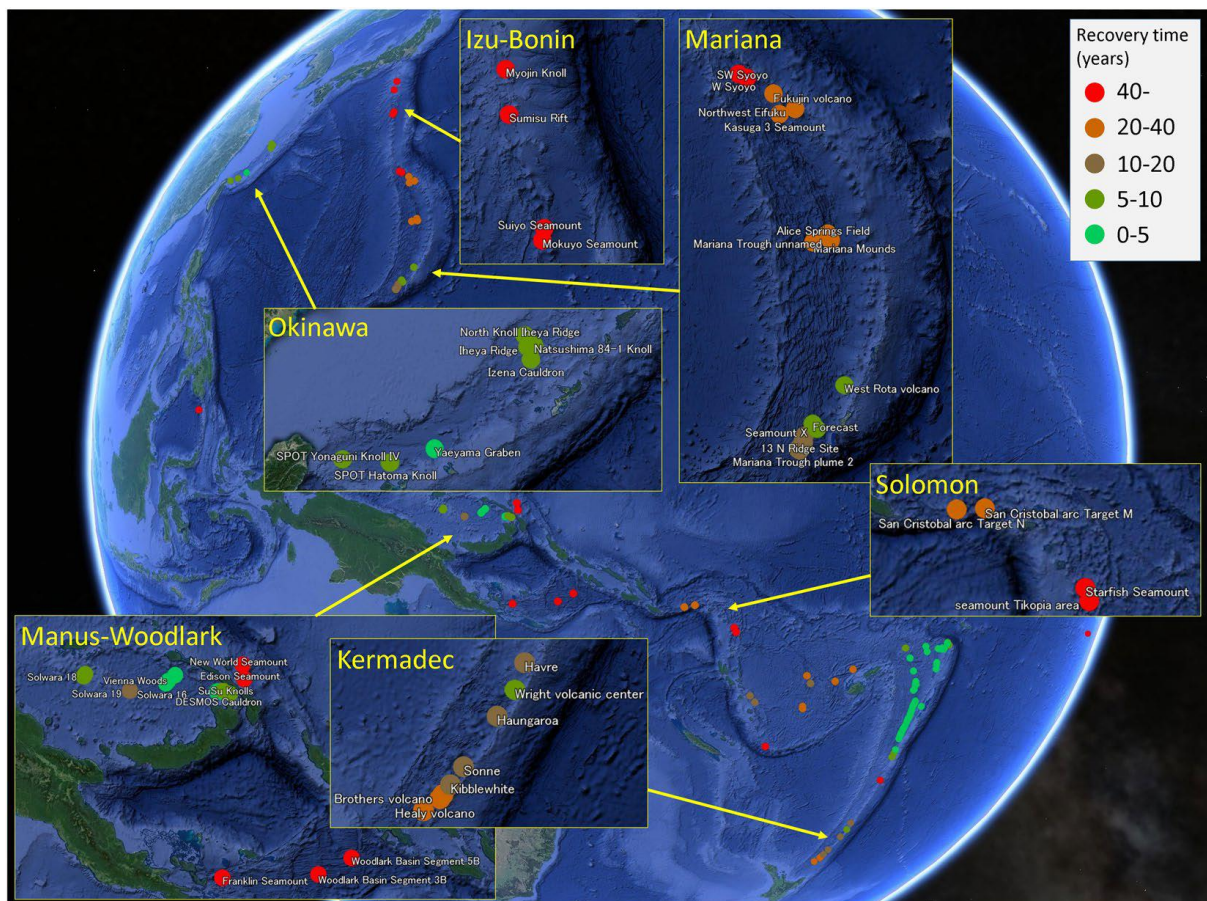 Izu-Bonin
Myojin Knoll
Sumisu Rift
Suiyo Seamount
Mokuyo Seamount
Mariana
SW Syoyo
W Syoyo
Fukujin volcano
Northwest Eifuku
Kasuga 3 Seamount
Alice Springs Field
Mariana Trough unnamed
Mariana Mounds
West Rota volcano
Forecast
Seamount X
13 N Ridge Site
Mariana Trough plume 2
Recovery time
(years)
40-
20-40
10-20
5-10
0-5
Okinawa
North Knoll Iheya Ridge
Iheya Ridge
Natsushima 84-1 Knoll
Izena Cauldron
Yaeyama Graben
SPOT Yonaguni Knoll IV
SPOT Hatoma Knoll
Solomon
San Cristobal arc Target M
San Cristobal arc Target N
Starfish Seamount
seamount Tikopia area
Manus-Woodlark
New World Seamount
Edison Seamount
Solwara 18
Vienna Woods
Solwara 19
Solwara 16
SuSu Knolls
DESMOS Cauldron
Woodlark Basin Segment 5B
Franklin Seamount
Woodlark Basin Segment 3B
Kermadec
Havre
Wright volcanic center
Haungaroa
Sonne
Kibblewhite
Brothers volcano
Healy volcano